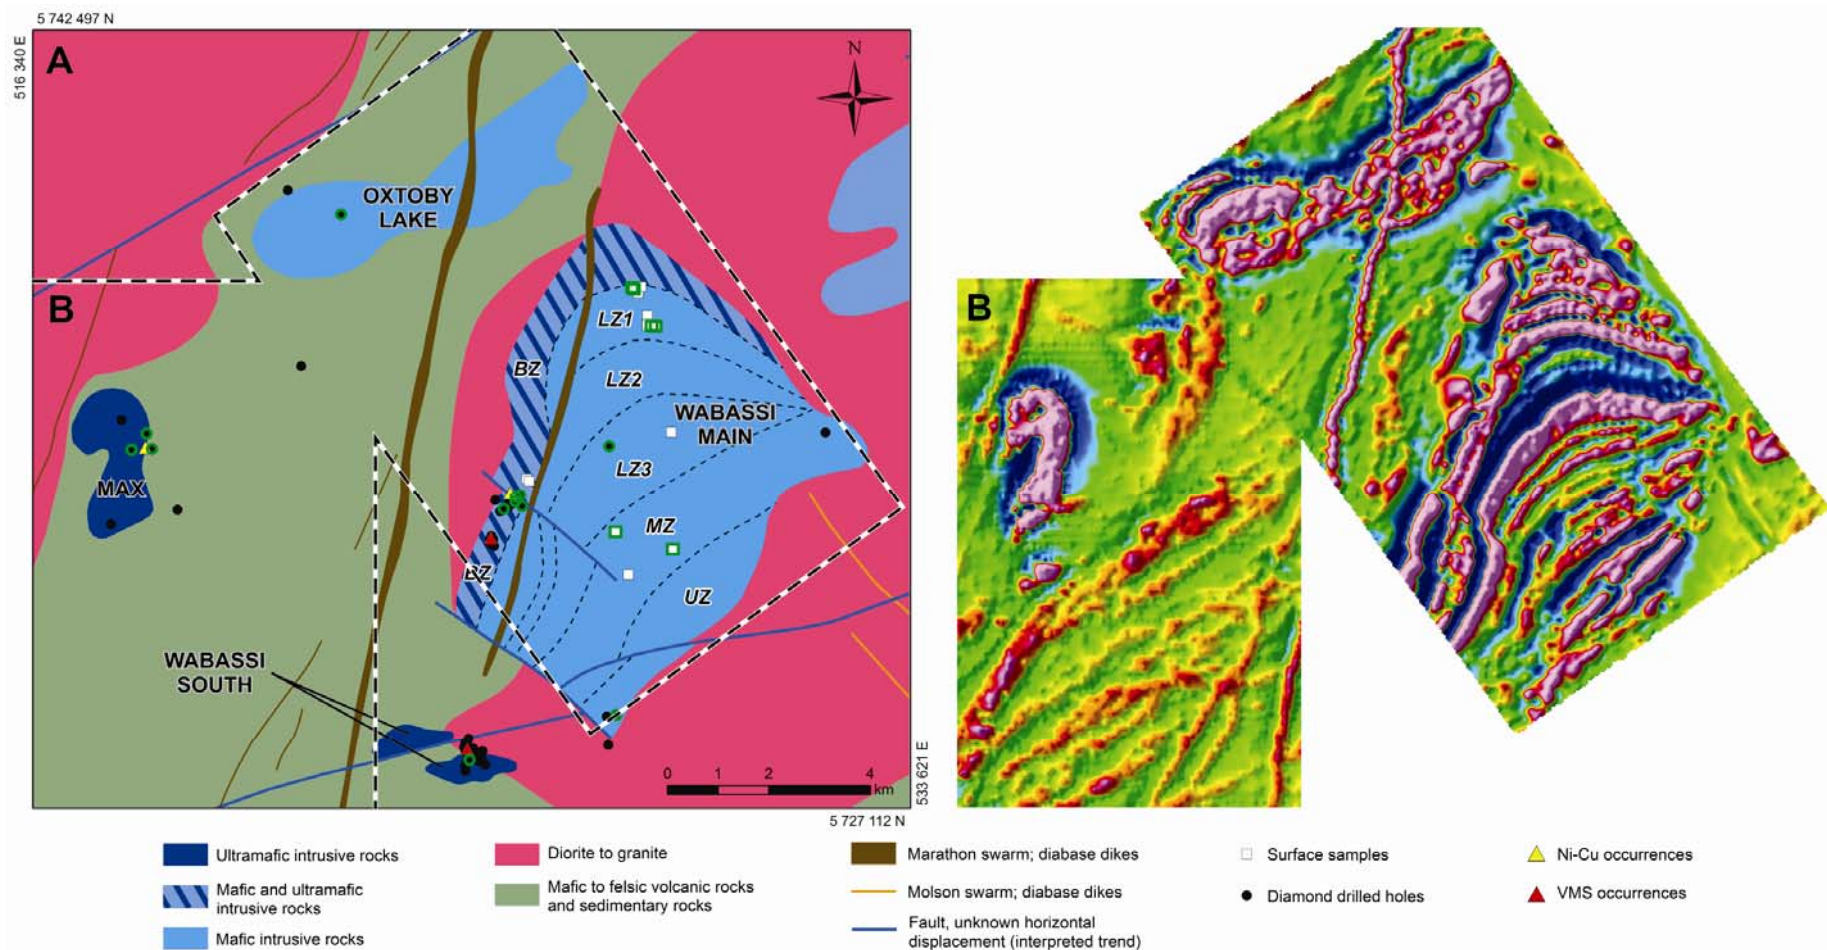 5 742 497 N
516 340 E
A
N
OXTOBY
LAKE
B
LZ1
BZ
LZ2
WABASSI
MAIN
LZ3
MAX
MZ
BZ
UZ
WABASSI
SOUTH
0 1 2 4
km
533 621 E
5 727 112 N
B
Ultramafic intrusive rocks
Mafic and ultramafic
intrusive rocks
Mafic intrusive rocks
Diorite to granite
Mafic to felsic volcanic rocks
and sedimentary rocks
Marathon swarm; diabase dikes
Molson swarm; diabase dikes
Fault, unknown horizontal
displacement (interpreted trend)
Surface samples
Diamond drilled holes
Ni-Cu occurrences
VMS occurrences